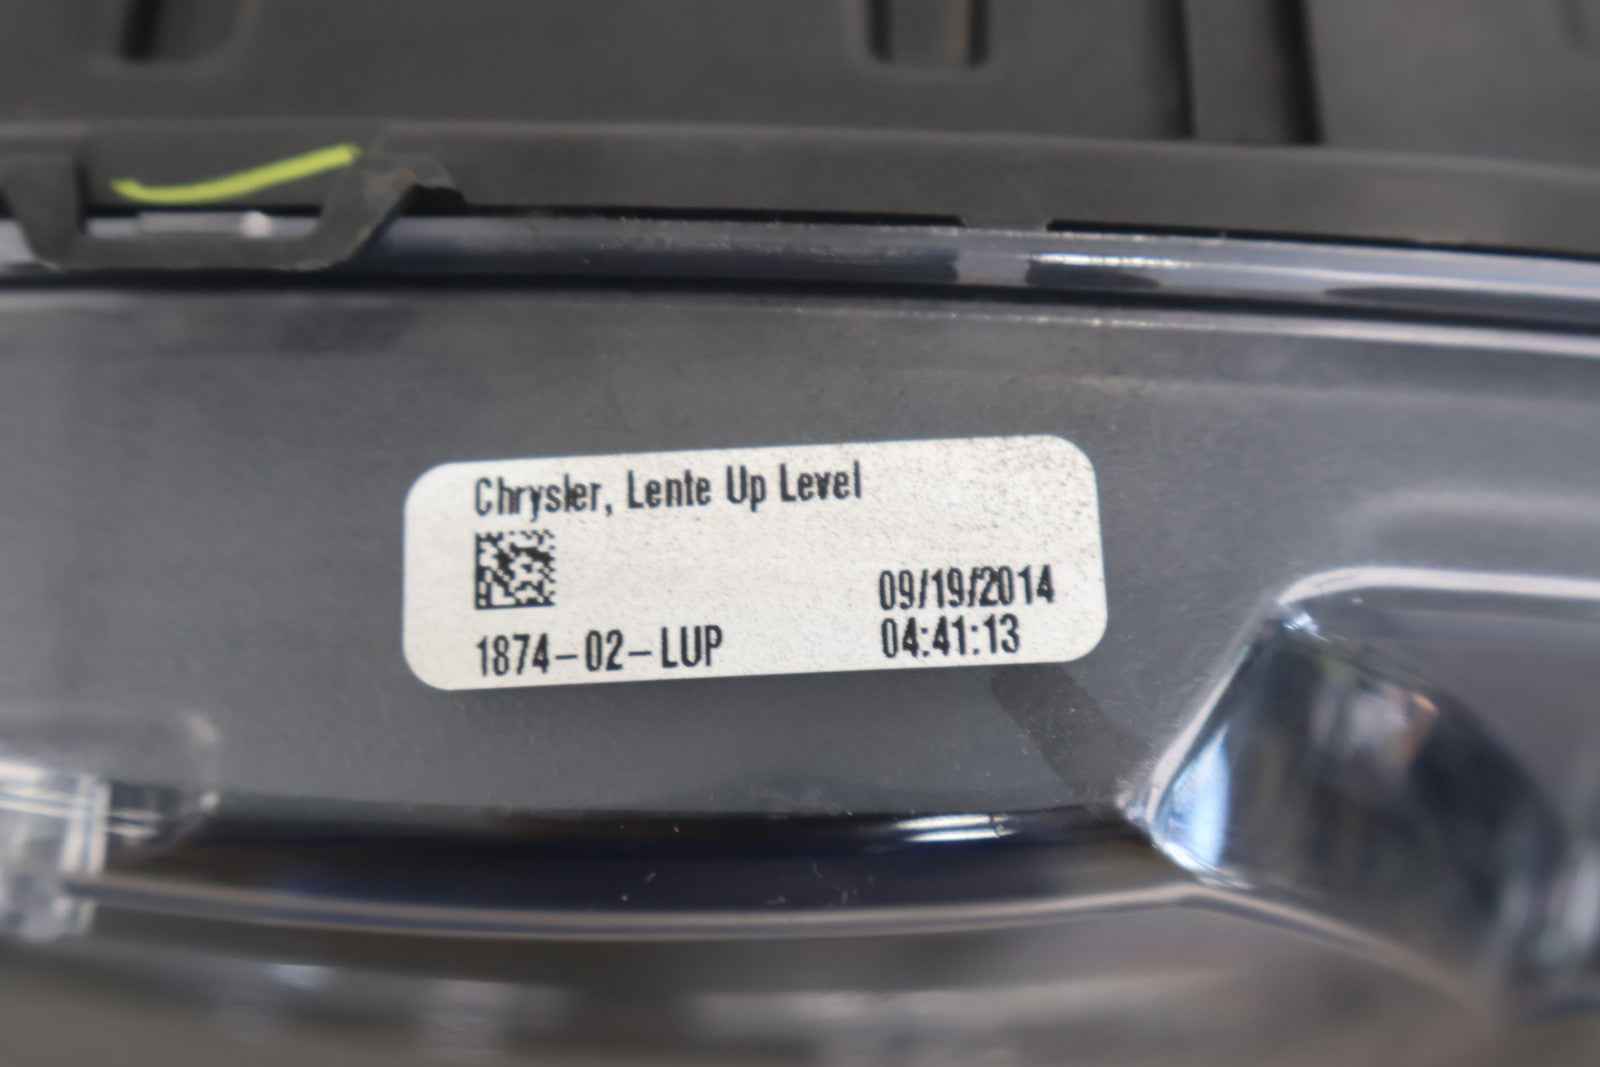 Chrysler, Lente Up Level
09/19/2014
1874-02-LUP
04:41:13